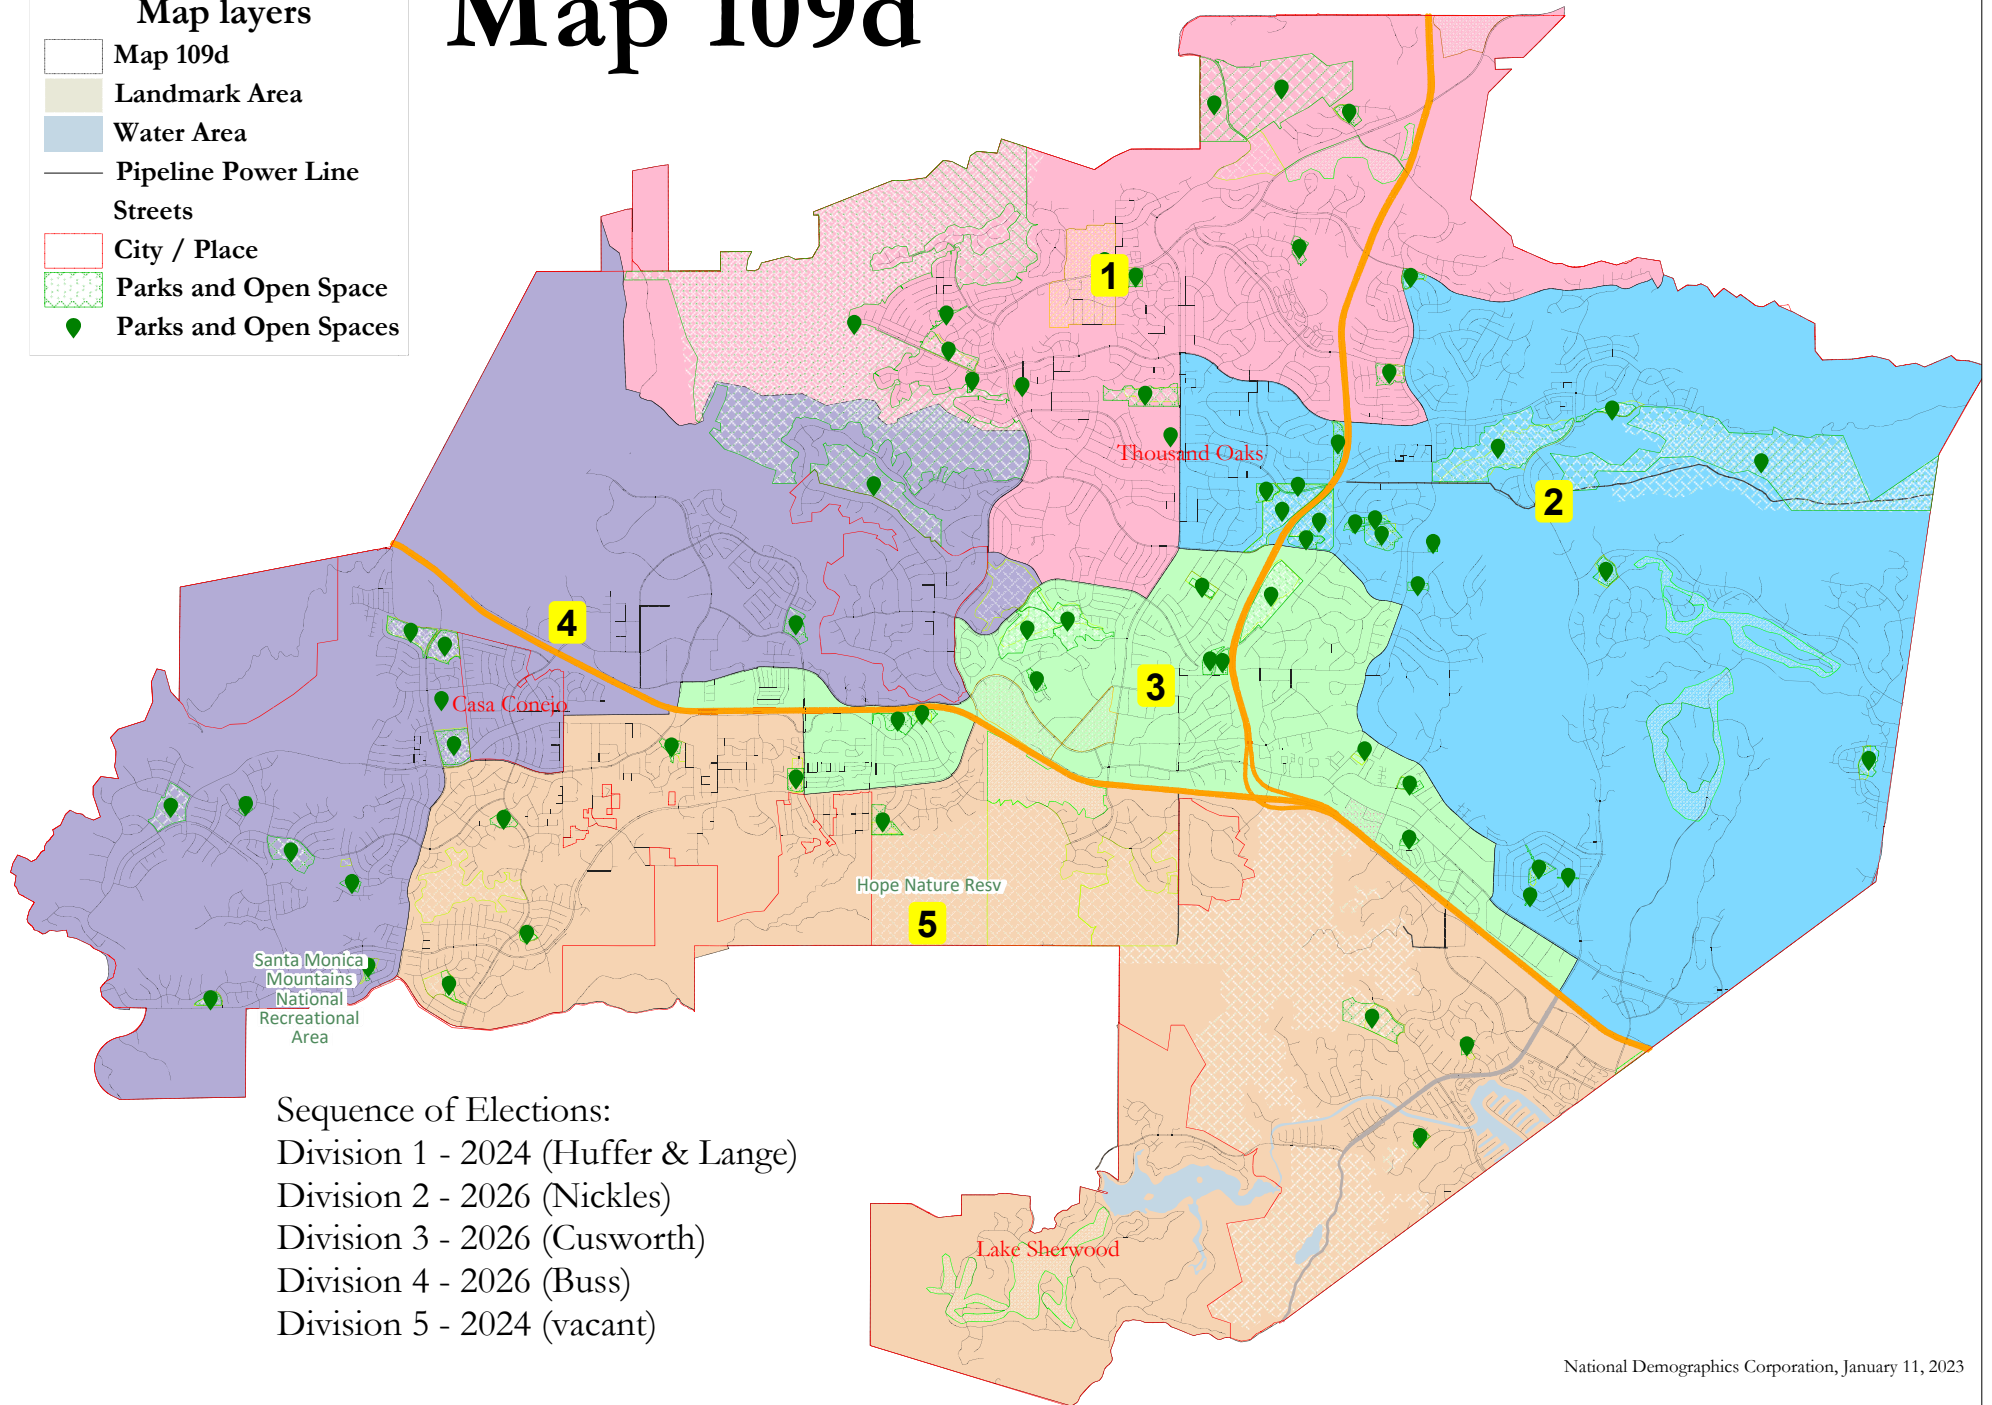 Map layers
Map 109d
Map 109d
Landmark Area
Water Area
Pipeline Power Line
Streets
City / Place
Parks and Open Space
Parks and Open Spaces
1
Thousand Oaks
2
4
3
Casa Conejo
Hope Nature Resv
5
Santa Monica
Mountains
National
Recreational
Area
Sequence of Elections:
Division 1 - 2024 (Huffer & Lange)
Division 2 - 2026 (Nickles)
Division 3 - 2026 (Cusworth)
Division 4 - 2026 (Buss)
Division 5 - 2024 (vacant)
Lake Sherwood
National Demographics Corporation, January 11, 2023